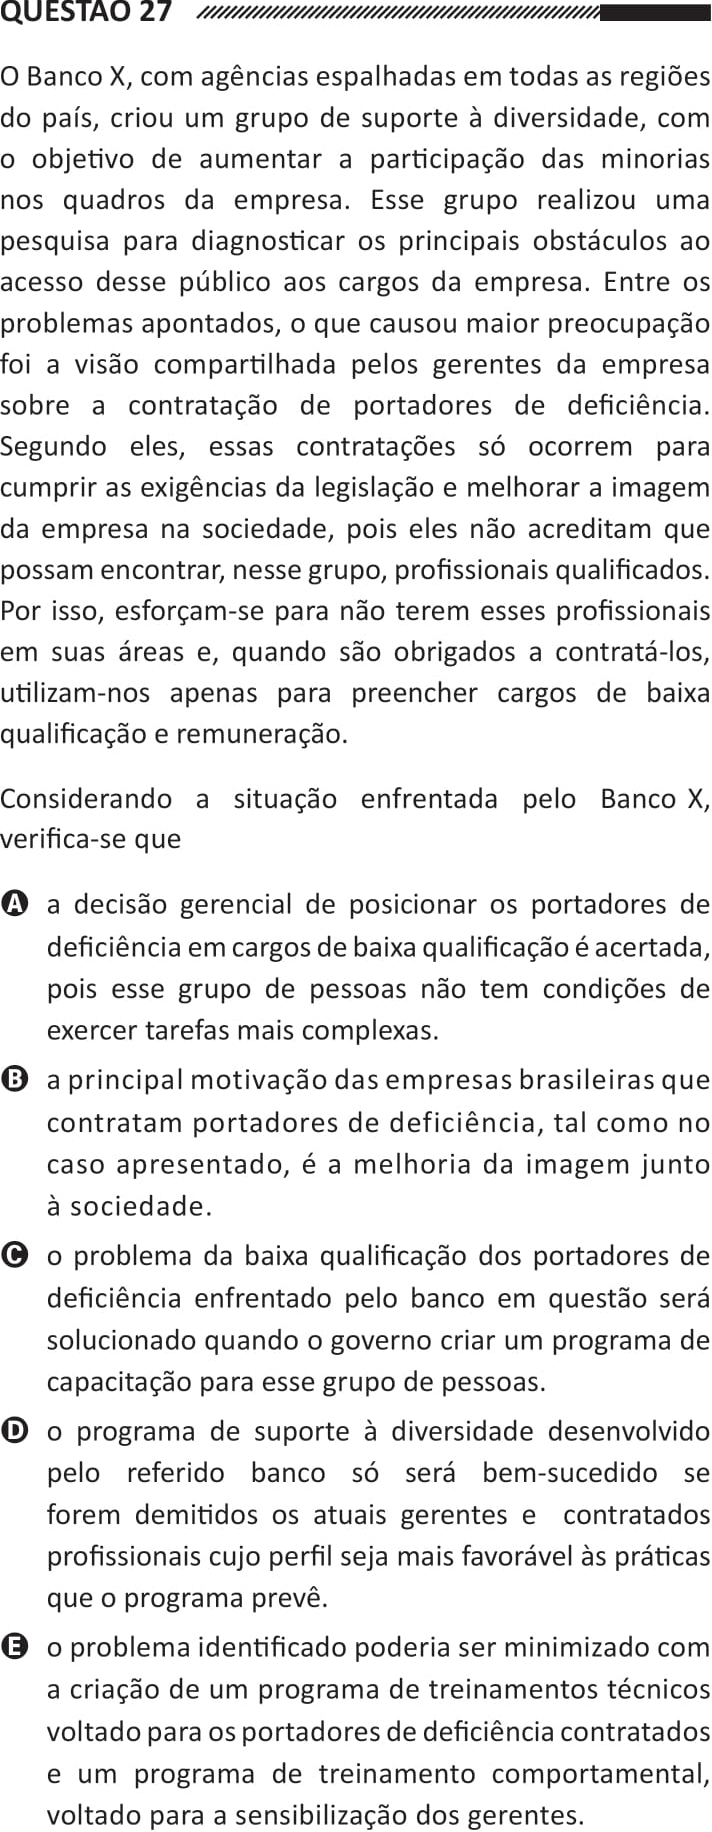 QUESTÃO 27
O Banco X, com agências espalhadas em todas as regiões
do país, criou um grupo de suporte à diversidade, com
o objetivo de aumentar a participação das minorias
nos quadros da empresa. Esse grupo realizou uma
pesquisa para diagnosticar os principais obstáculos ao
acesso desse público aos cargos da empresa. Entre os
problemas apontados, o que causou maior preocupação
foi a visão compartilhada pelos gerentes da empresa
sobre a contratação de portadores de deficiência.
Segundo eles, essas contratações só ocorrem para
cumprir as exigências da legislação e melhorar a imagem
da empresa na sociedade, pois eles não acreditam que
possam encontrar, nesse grupo, profissionais qualificados.
Por isso, esforçam-se para não terem esses profissionais
em suas áreas e, quando são obrigados a contratá-los,
utilizam-nos apenas para preencher cargos de baixa
qualificação e remuneração.
Considerando a situação enfrentada pelo Banco X,
verifica-se que
A a decisão gerencial de posicionar os portadores de
deficiência em cargos de baixa qualificação é acertada,
pois esse grupo de pessoas não tem condições de
exercer tarefas mais complexas.
B a principal motivação das empresas brasileiras que
contratam portadores de deficiência, tal como no
caso apresentado, é a melhoria da imagem junto
à sociedade.
C o problema da baixa qualificação dos portadores de
deficiência enfrentado pelo banco em questão será
solucionado quando o governo criar um programa de
capacitação para esse grupo de pessoas.
D o programa de suporte à diversidade desenvolvido
pelo referido banco só será bem-sucedido se
forem demitidos os atuais gerentes e contratados
profissionais cujo perfil seja mais favorável às práticas
que o programa prevê.
E o problema identificado poderia ser minimizado com
a criação de um programa de treinamentos técnicos
voltado para os portadores de deficiência contratados
e um programa de treinamento comportamental,
voltado para a sensibilização dos gerentes.